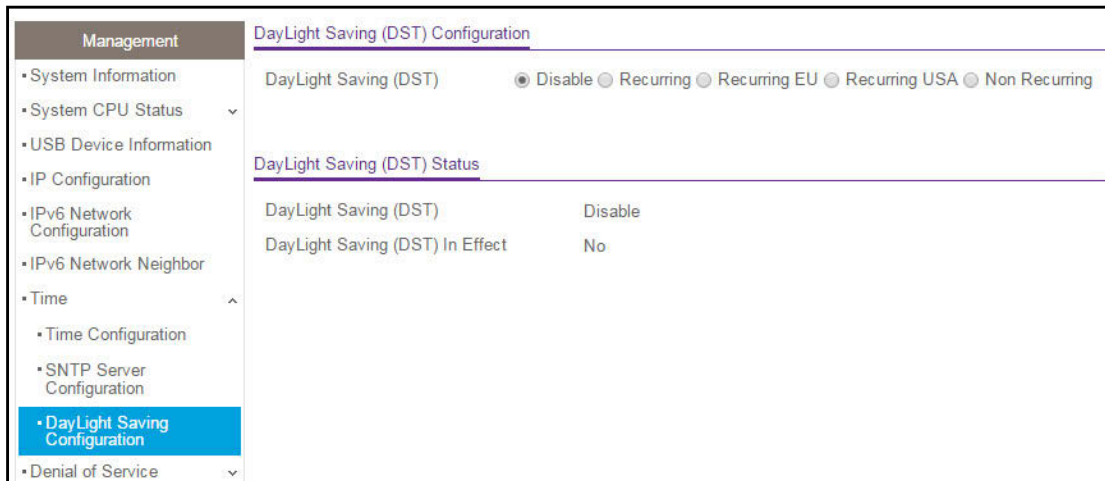 Management
System Information
System CPU Status
USB Device Information
IP Configuration
IPv6 Network
Configuration
IPv6 Network Neighbor
Time
Time Configuration
SNTP Server
Configuration
DayLight Saving
Configuration
Denial of Service
DayLight Saving (DST) Configuration
DayLight Saving (DST) Disable Recurring Recurring EU Recurring USA Non Recurring
DayLight Saving (DST) Status
DayLight Saving (DST) Disable
DayLight Saving (DST) In Effect No